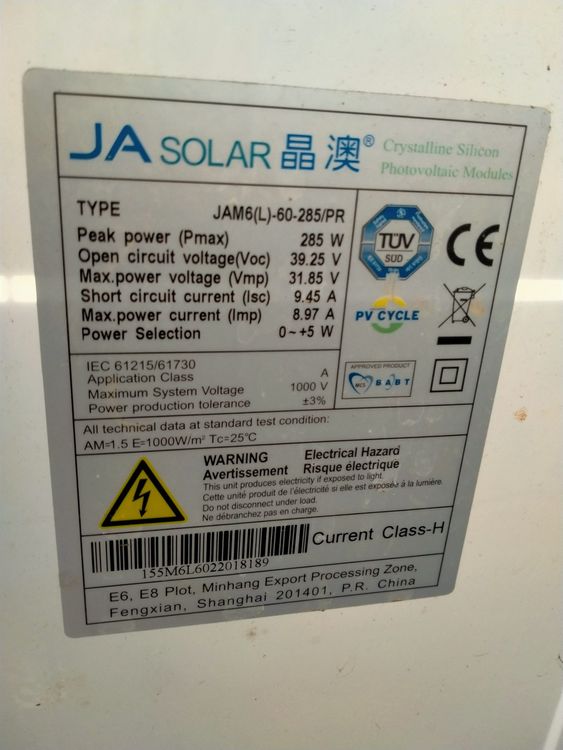 JA SOLAR 晶澳®
Crystalline Silicon
Photovoltaic Modules
TYPE JAM6(L)-60-285/PR
Peak power (Pmax) 285 W
Open circuit voltage(Voc) 39.25 V
Max.power voltage (Vmp) 31.85 V
Short circuit current (Isc) 9.45 A
Max.power current (Imp) 8.97 A
Power Selection 0~+5 W
TÜV
SÜD
CE
PV CYCLE
IEC 61215/61730
Application Class A
Maximum System Voltage 1000 V
Power production tolerance ±3%
APPROVED PRODUCT
MCS BABT
All technical data at standard test condition:
AM=1.5 E=1000W/m² Tc=25°C
WARNING Electrical Hazard
Avertissement Risque électrique
This unit produces electricity if exposed to light.
Cette unité produit de l'électricité si elle est exposée à la lumière.
Do not disconnect under load.
Ne débranchez pas en charge.
155M6L6022018189
Current Class-H
E6, E8 Plot, Minhang Export Processing Zone,
Fengxian, Shanghai 201401, P.R. China